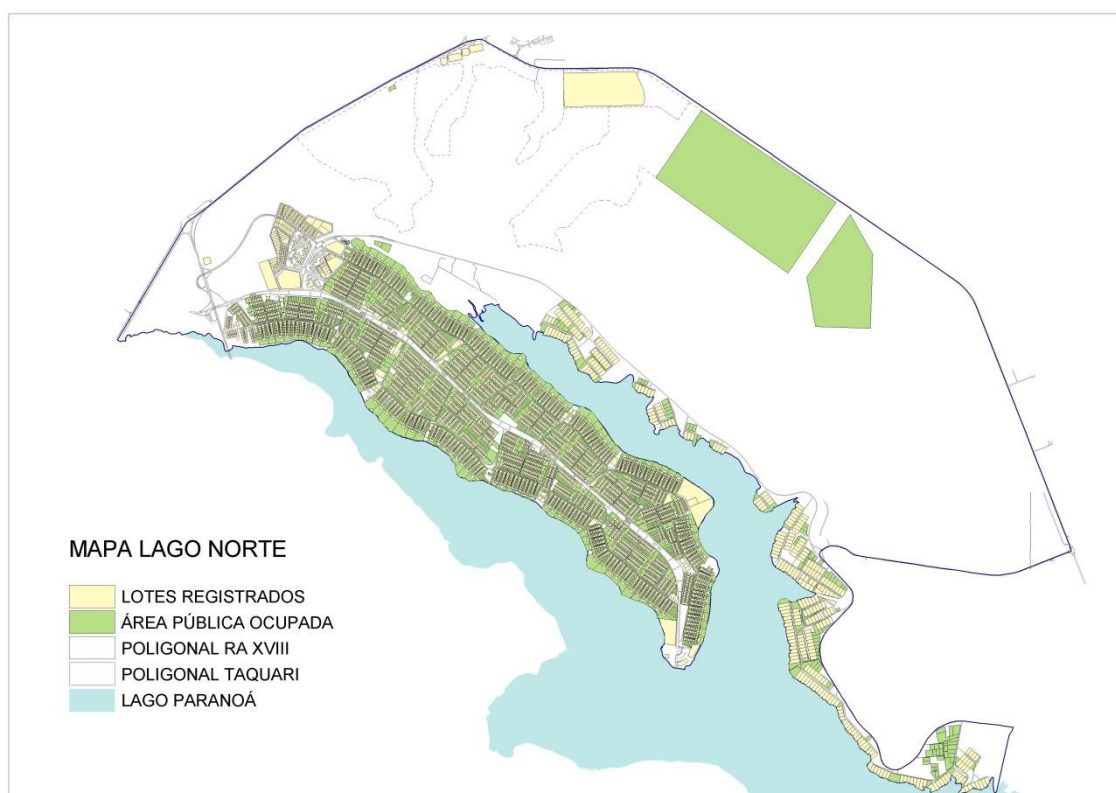 MAPA LAGO NORTE
LOTES REGISTRADOS
ÁREA PÚBLICA OCUPADA
POLIGONAL RA XVIII
POLIGONAL TAQUARI
LAGO PARANOÁ